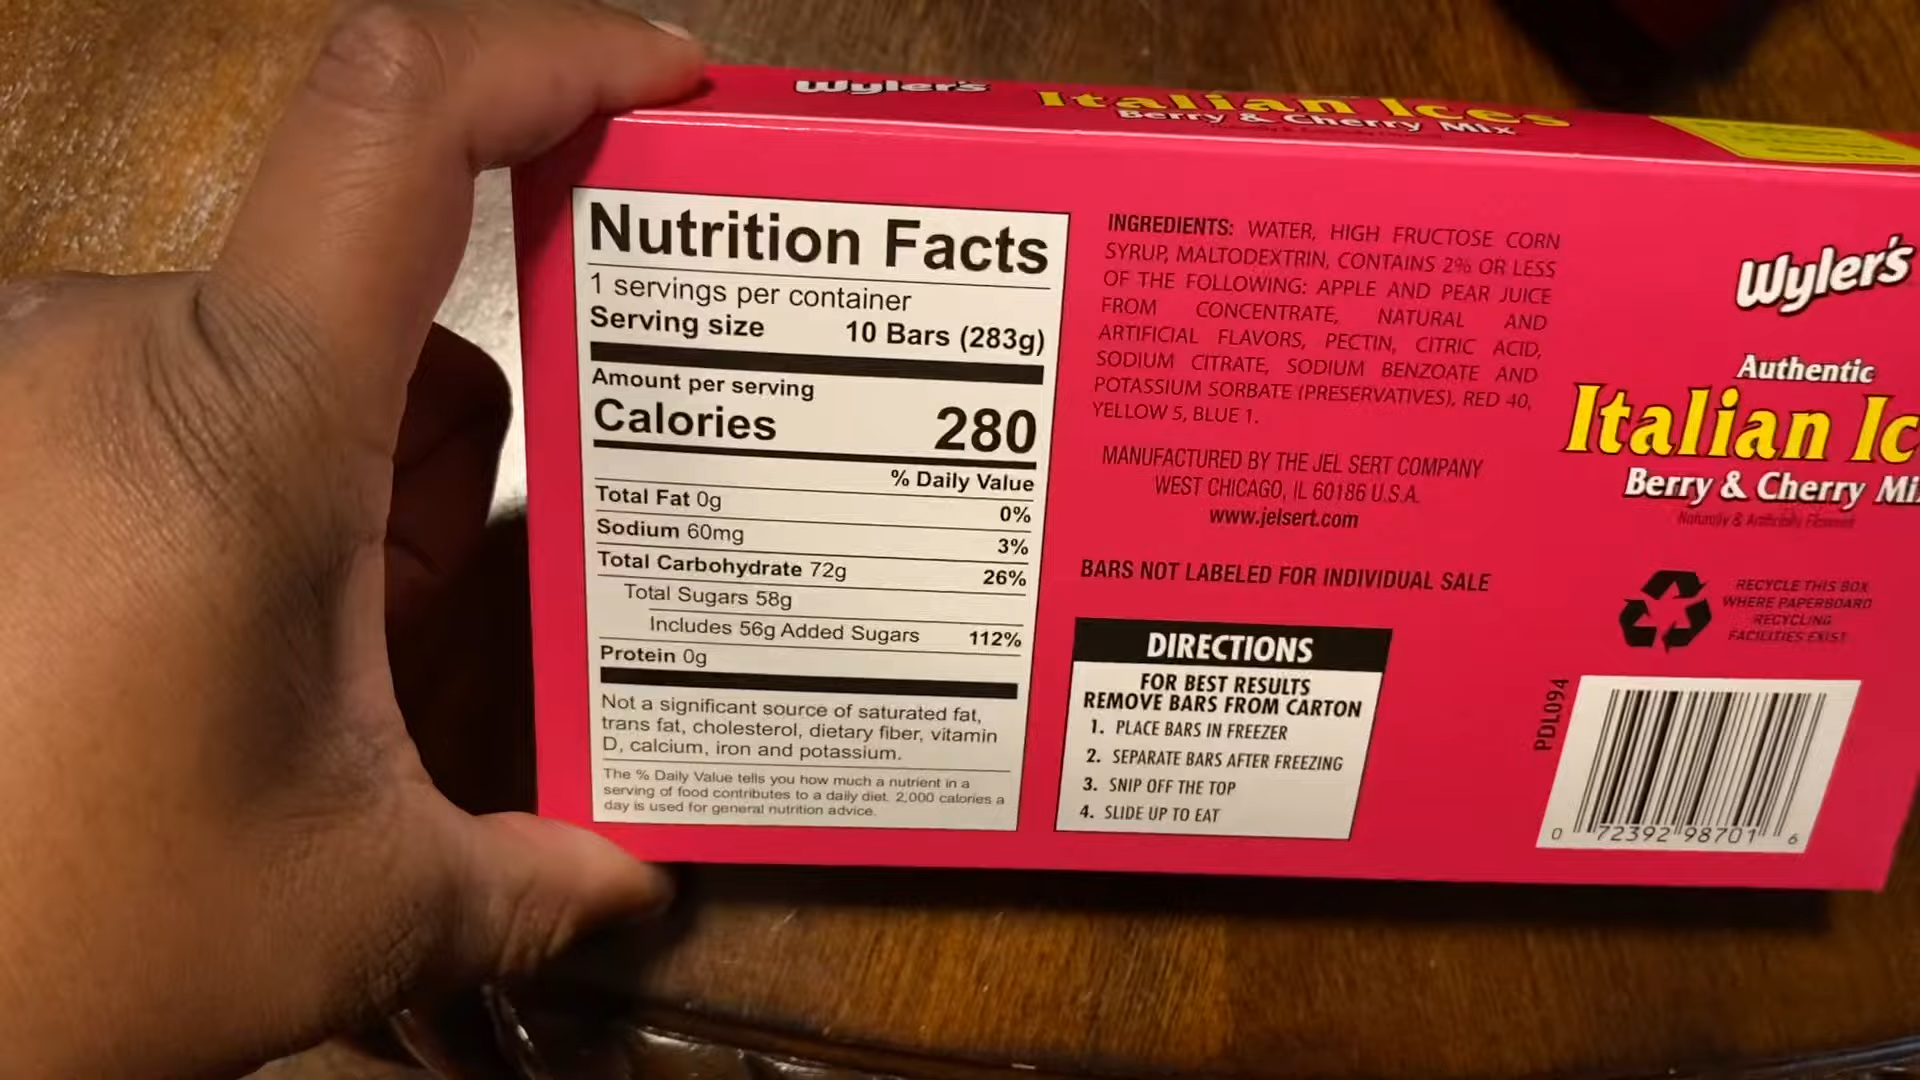 Wyler's
Italian Ices
Berry & Cherry Mix
Nutrition Facts
1 servings per container
Serving size 10 Bars (283g)
Amount per serving
Calories 280
% Daily Value
Total Fat 0g 0%
Sodium 60mg 3%
Total Carbohydrate 72g 26%
Total Sugars 58g
Includes 56g Added Sugars 112%
Protein 0g
Not a significant source of saturated fat,
trans fat, cholesterol, dietary fiber, vitamin
D, calcium, iron and potassium.
The % Daily Value tells you how much a nutrient in a
serving of food contributes to a daily diet. 2,000 calories a
day is used for general nutrition advice.
INGREDIENTS: WATER, HIGH FRUCTOSE CORN
SYRUP, MALTODEXTRIN, CONTAINS 2% OR LESS
OF THE FOLLOWING: APPLE AND PEAR JUICE
FROM CONCENTRATE, NATURAL AND
ARTIFICIAL FLAVORS, PECTIN, CITRIC ACID,
SODIUM CITRATE, SODIUM BENZOATE AND
POTASSIUM SORBATE (PRESERVATIVES), RED 40,
YELLOW 5, BLUE 1.
MANUFACTURED BY THE JEL SERT COMPANY
WEST CHICAGO, IL 60186 U.S.A.
www.jelsert.com
BARS NOT LABELED FOR INDIVIDUAL SALE
DIRECTIONS
FOR BEST RESULTS
REMOVE BARS FROM CARTON
1. PLACE BARS IN FREEZER
2. SEPARATE BARS AFTER FREEZING
3. SNIP OFF THE TOP
4. SLIDE UP TO EAT
Wyler's
Authentic
Italian Ic
Berry & Cherry Mi
Naturally & Artificially Flavored
RECYCLE THIS BOX
WHERE PAPERBOARD
RECYCLING
FACILITIES EXIST
PDL094
0 72392 98701 6